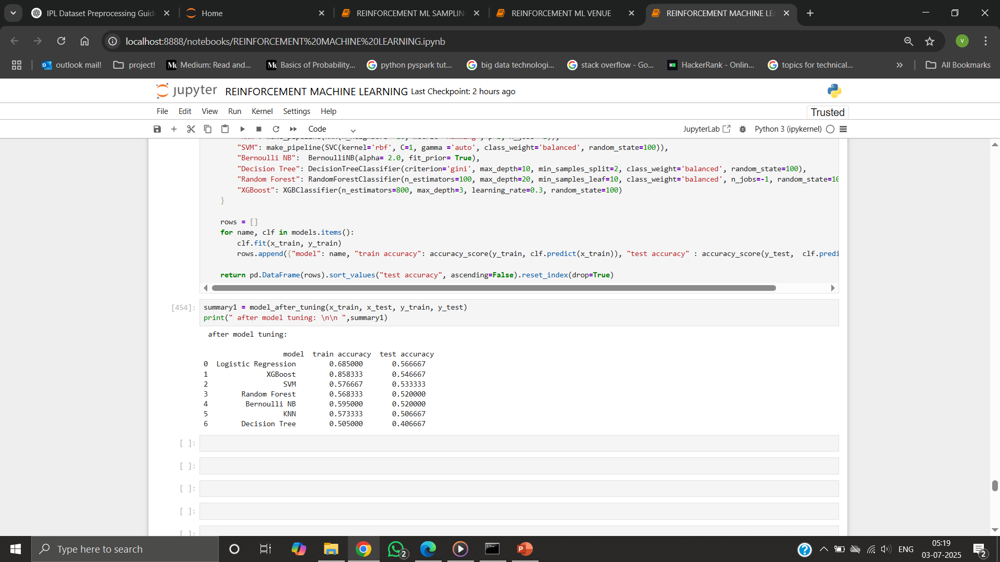 IPL Dataset Preprocessing Guid
Home
REINFORCEMENT ML SAMPLIN
REINFORCEMENT ML VENUE
REINFORCEMENT MACHINE LE
localhost:8888/notebooks/REINFORCEMENT%20MACHINE%20LEARNING.ipynb
V
outlook mail!
project!
Medium: Read and...
Basics of Probability...
python pyspark tut...
big data technologi...
stack overflow - Go...
HackerRank - Onlin...
topics for technical...
All Bookmarks
jupyter REINFORCEMENT MACHINE LEARNING Last Checkpoint: 2 hours ago
File Edit View Run Kernel Settings Help
Trusted
Code
JupyterLab
Python 3 (ipykernel)
"SVM": make_pipeline(SVC(kernel='rbf', C=1, gamma ='auto', class_weight='balanced', random_state=100)),
"Bernoulli NB":  BernoulliNB(alpha= 2.0, fit_prior= True),
"Decision Tree": DecisionTreeClassifier(criterion='gini', max_depth=10, min_samples_split=2, class_weight='balanced', random_state=100),
"Random Forest": RandomForestClassifier(n_estimators=100, max_depth=20, min_samples_leaf=10, class_weight='balanced', n_jobs=-1, random_state=10
"XGBoost": XGBClassifier(n_estimators=800, max_depth=3, learning_rate=0.3, random_state=100)
}
rows = []
for name, clf in models.items():
clf.fit(x_train, y_train)
rows.append({"model": name, "train accuracy": accuracy_score(y_train, clf.predict(x_train)), "test accuracy" : accuracy_score(y_test,  clf.predi
return pd.DataFrame(rows).sort_values("test accuracy", ascending=False).reset_index(drop=True)
[454]:
summary1 = model_after_tuning(x_train, x_test, y_train, y_test)
print(" after model tuning: \n\n ",summary1)
after model tuning:
model  train accuracy  test accuracy
0  Logistic Regression  0.685000  0.566667
1  XGBoost  0.858333  0.546667
2  SVM  0.576667  0.533333
3  Random Forest  0.568333  0.520000
4  Bernoulli NB  0.595000  0.520000
5  KNN  0.573333  0.506667
6  Decision Tree  0.505000  0.406667
[ ]:
[ ]:
[ ]:
[ ]:
[ ]:
Type here to search
2
ENG
05:19
03-07-2025
2